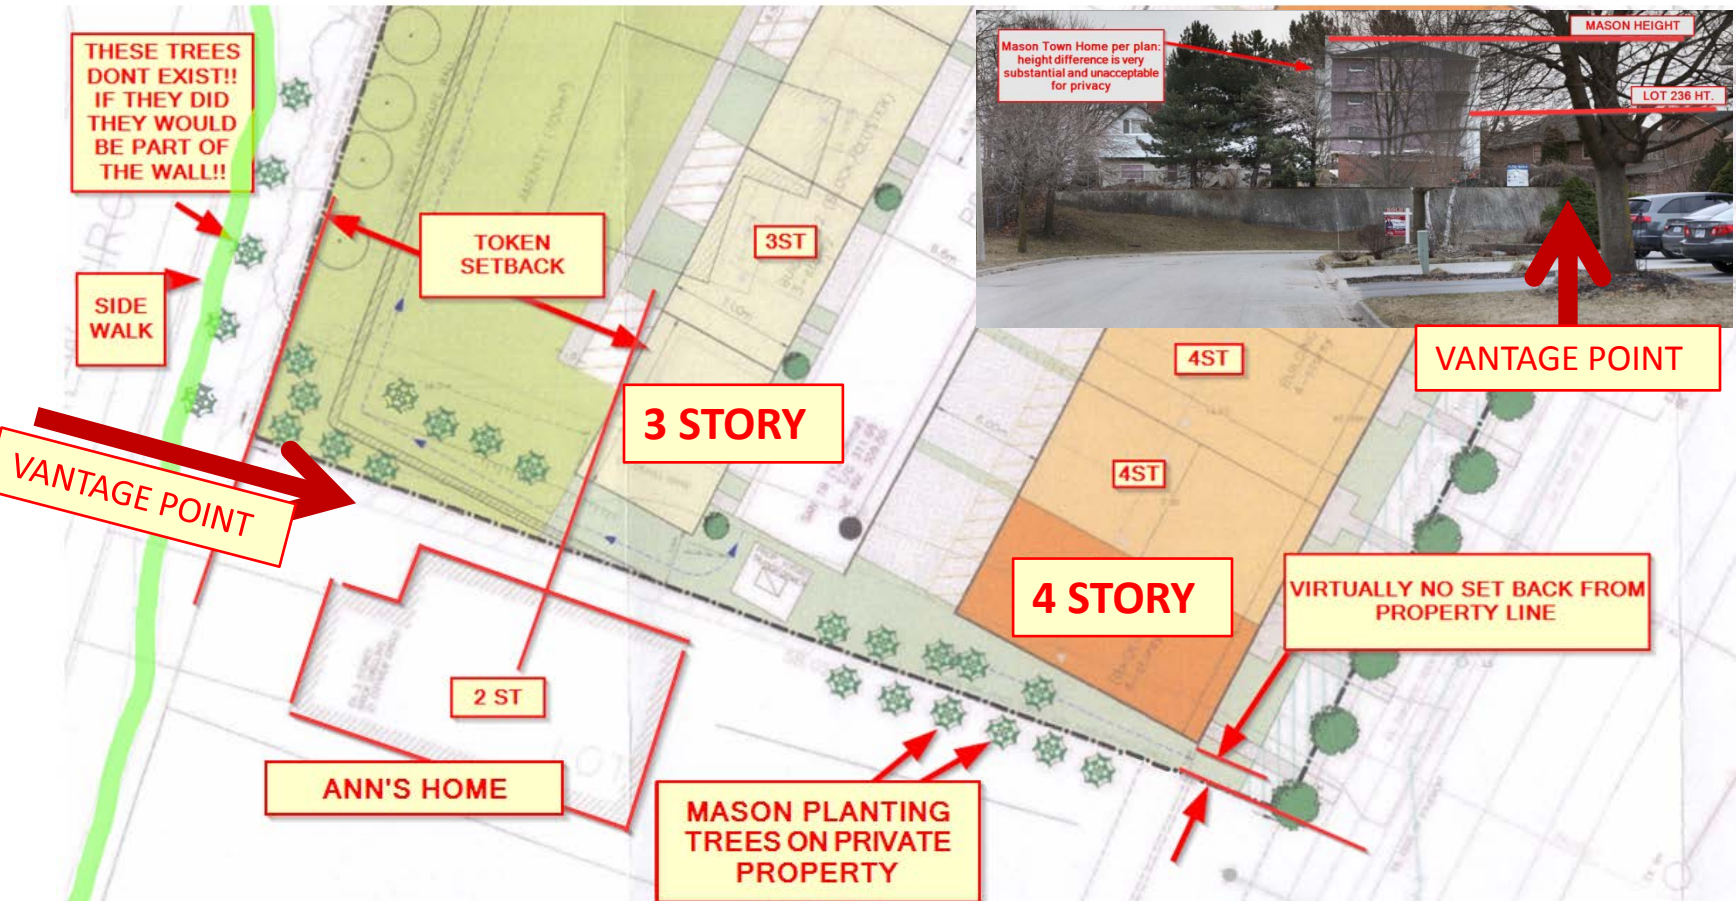 THESE TREES
DONT EXIST!!
IF THEY DID
THEY WOULD
BE PART OF
THE WALL!!
SIDE
WALK
VANTAGE POINT
TOKEN
SETBACK
3ST
3 STORY
Mason Town Home per plan:
height difference is very
substantial and unacceptable
for privacy
MASON HEIGHT
LOT 236 HT.
VANTAGE POINT
4ST
4ST
4 STORY
VIRTUALLY NO SET BACK FROM
PROPERTY LINE
2 ST
ANN'S HOME
MASON PLANTING
TREES ON PRIVATE
PROPERTY
LOT